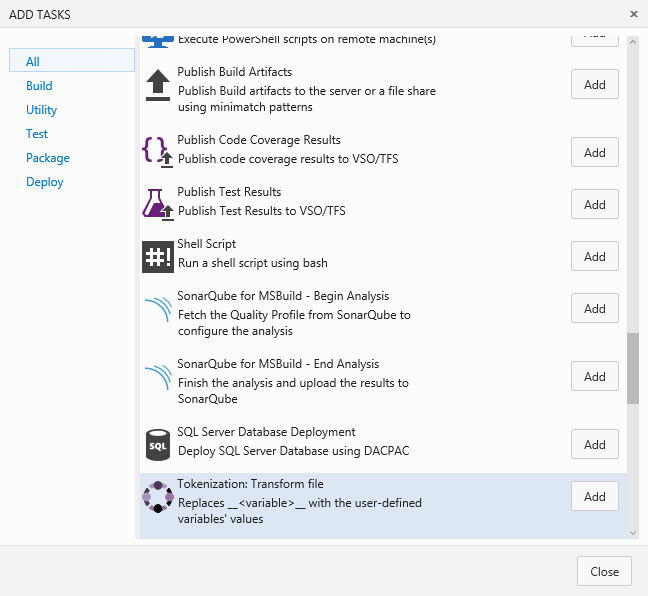 ADD TASKS
All
Build
Utility
Test
Package
Deploy
Execute PowerShell scripts on remote machine(s)
Add
Publish Build Artifacts
Publish Build artifacts to the server or a file share
using minimatch patterns
Add
Publish Code Coverage Results
Publish code coverage results to VSO/TFS
Add
Publish Test Results
Publish Test Results to VSO/TFS
Add
#!
Shell Script
Run a shell script using bash
Add
SonarQube for MSBuild - Begin Analysis
Fetch the Quality Profile from SonarQube to
configure the analysis
Add
SonarQube for MSBuild - End Analysis
Finish the analysis and upload the results to
SonarQube
Add
SQL
SQL Server Database Deployment
Deploy SQL Server Database using DACPAC
Add
Tokenization: Transform file
Replaces __<variable>__ with the user-defined
variables' values
Add
Close